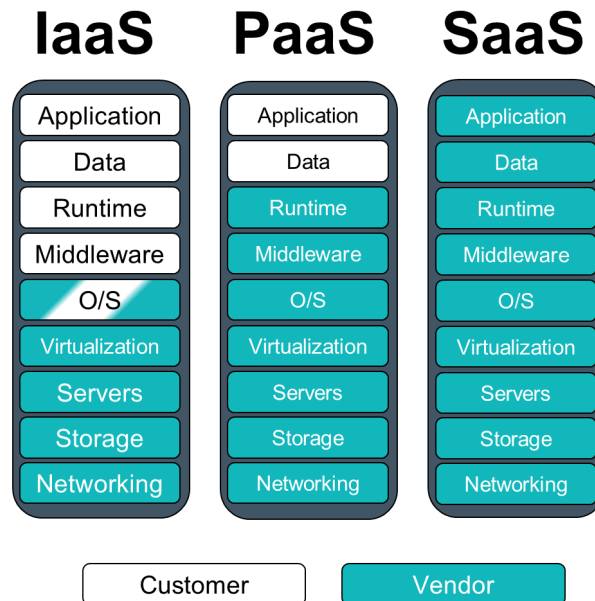 IaaS PaaS SaaS
Application
Data
Runtime
Middleware
O/S
Virtualization
Servers
Storage
Networking
Application
Data
Runtime
Middleware
O/S
Virtualization
Servers
Storage
Networking
Application
Data
Runtime
Middleware
O/S
Virtualization
Servers
Storage
Networking
Customer
Vendor